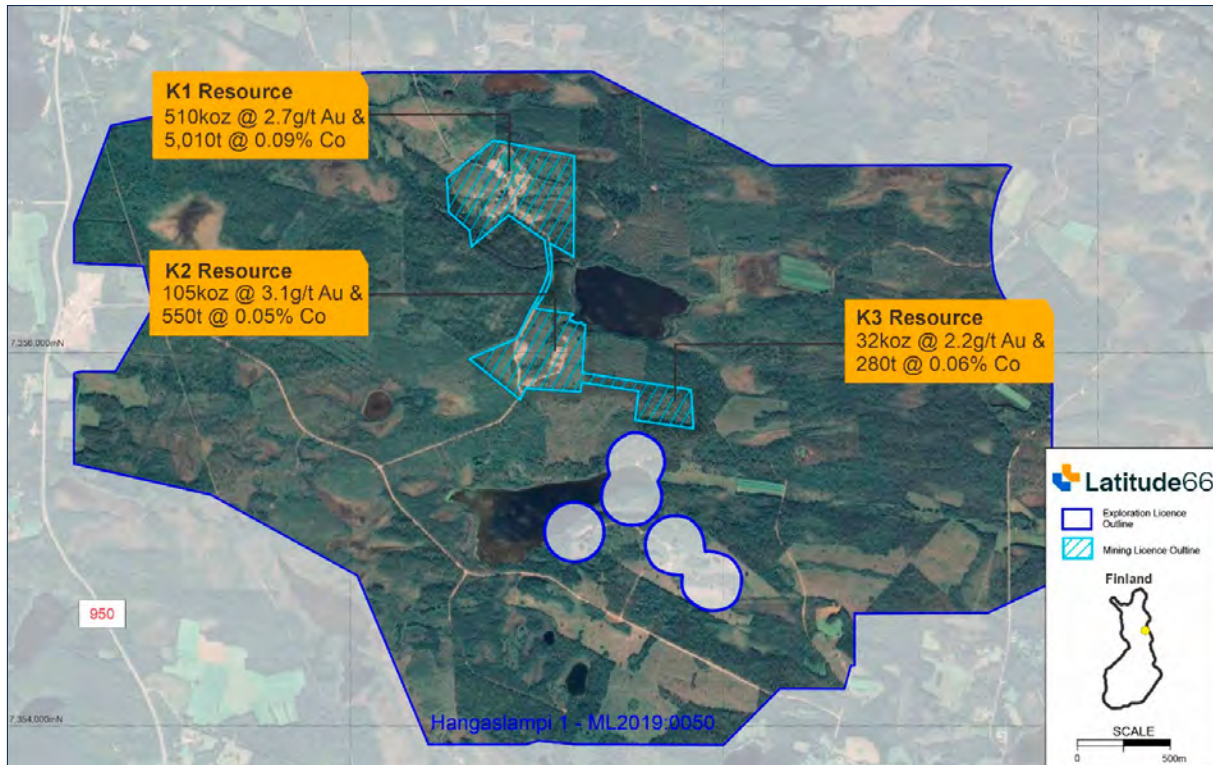 K1 Resource
510koz @ 2.7g/t Au &
5,010t @ 0.09% Co
K2 Resource
105koz @ 3.1g/t Au &
550t @ 0.05% Co
K3 Resource
32koz @ 2.2g/t Au &
280t @ 0.06% Co
7,356,000mN
Latitude66
Exploration Licence
Outline
Mining Licence Oultine
Finland
950
7,354,000mN
Hangaslampi 1 - ML2019:0050
SCALE
0
500m